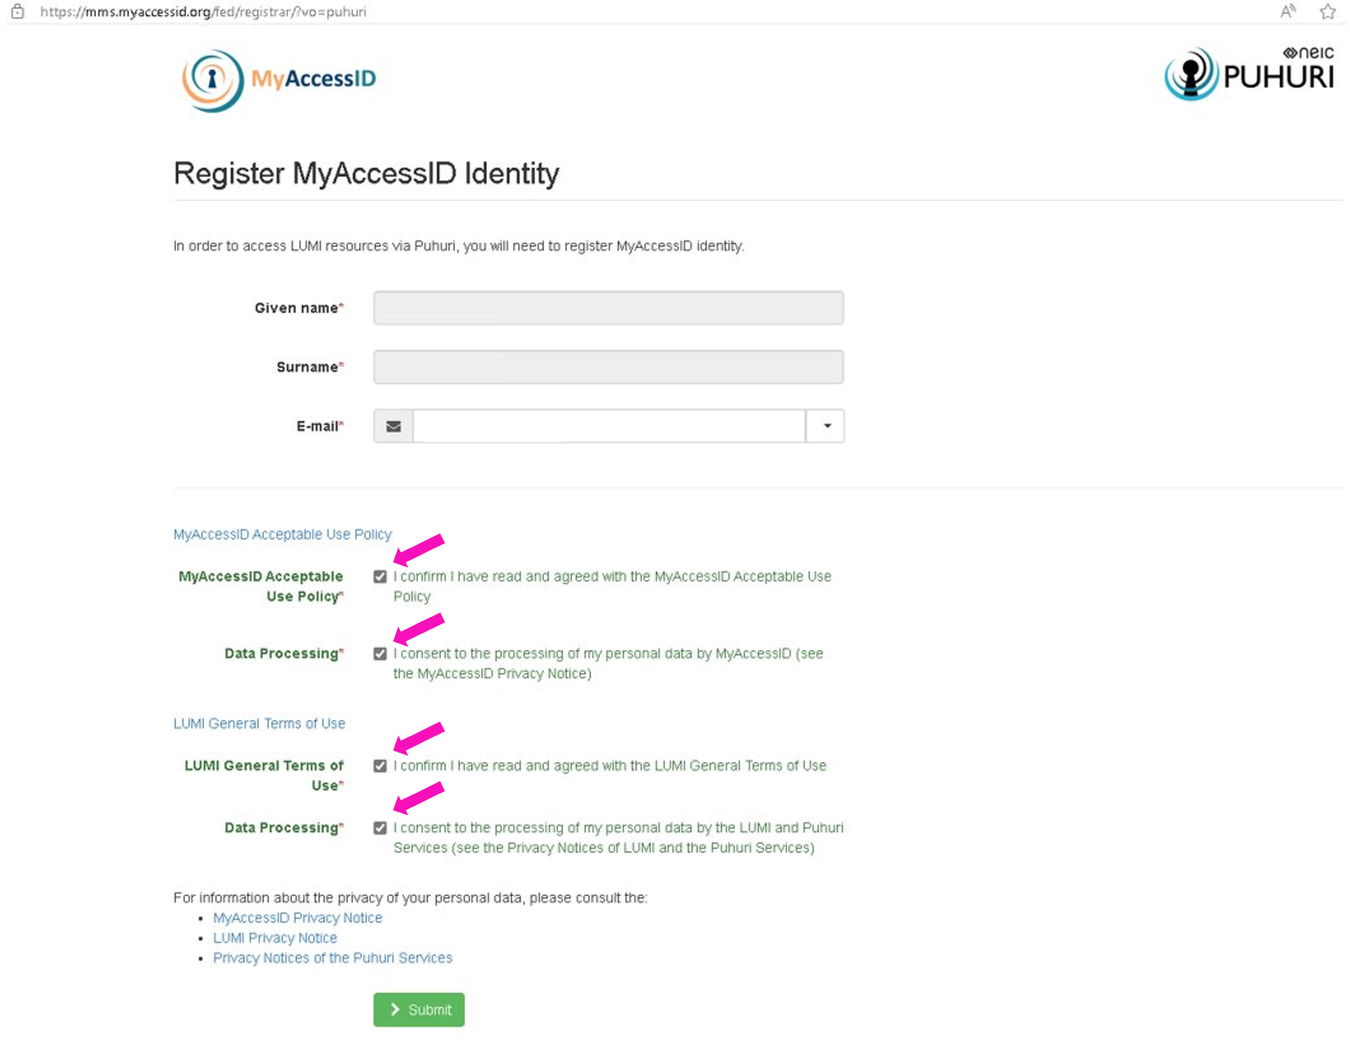 https://mms.myaccessid.org/fed/registrar/?vo=puhuri
MyAccessID
neic
PUHURI
Register MyAccessID Identity
In order to access LUMI resources via Puhuri, you will need to register MyAccessID identity.
Given name*
Surname*
E-mail*
MyAccessID Acceptable Use Policy
MyAccessID Acceptable
Use Policy*
I confirm I have read and agreed with the MyAccessID Acceptable Use
Policy
Data Processing*
I consent to the processing of my personal data by MyAccessID (see
the MyAccessID Privacy Notice)
LUMI General Terms of Use
LUMI General Terms of
Use*
I confirm I have read and agreed with the LUMI General Terms of Use
Data Processing*
I consent to the processing of my personal data by the LUMI and Puhuri
Services (see the Privacy Notices of LUMI and the Puhuri Services)
For information about the privacy of your personal data, please consult the:
• MyAccessID Privacy Notice
• LUMI Privacy Notice
• Privacy Notices of the Puhuri Services
Submit